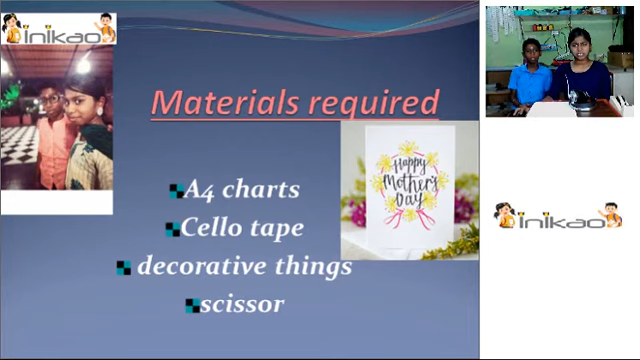 inikao
Materials required
Happy
Mother's
Day
A4 charts
Cello tape
decorative things
scissor
inikao